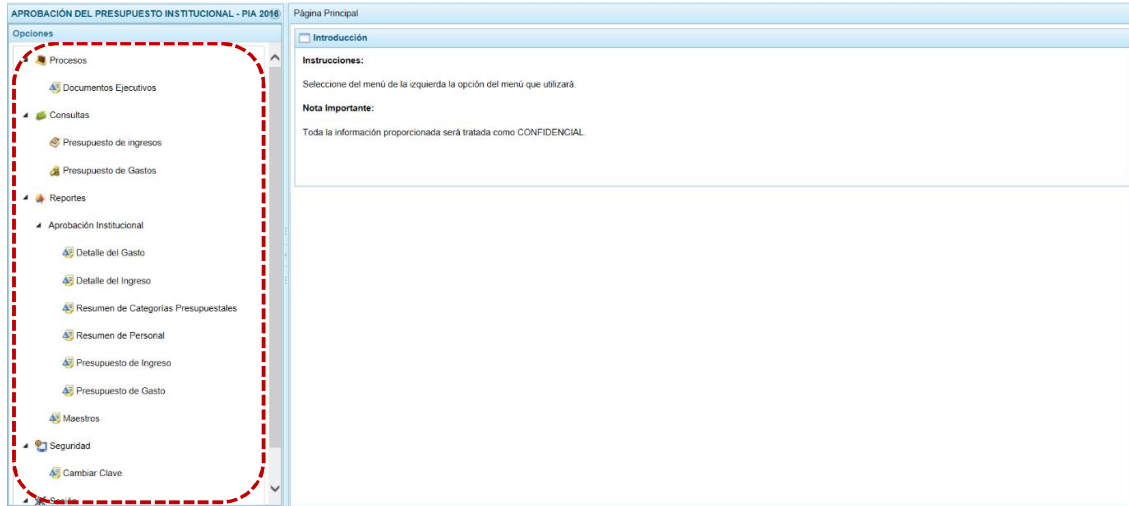 APROBACIÓN DEL PRESUPUESTO INSTITUCIONAL - PIA 2018
Opciones
Procesos
Documentos Ejecutivos
Consultas
Presupuesto de ingresos
Presupuesto de Gastos
Reportes
Aprobación Institucional
Detalle del Gasto
Detalle del Ingreso
Resumen de Categorías Presupuestales
Resumen de Personal
Presupuesto de Ingreso
Presupuesto de Gasto
Maestros
Seguridad
Cambiar Clave
Sesión
Página Principal
Introducción
Instrucciones:
Seleccione del menú de la izquierda la opción del menú que utilizará.
Nota Importante:
Toda la información proporcionada será tratada como CONFIDENCIAL.